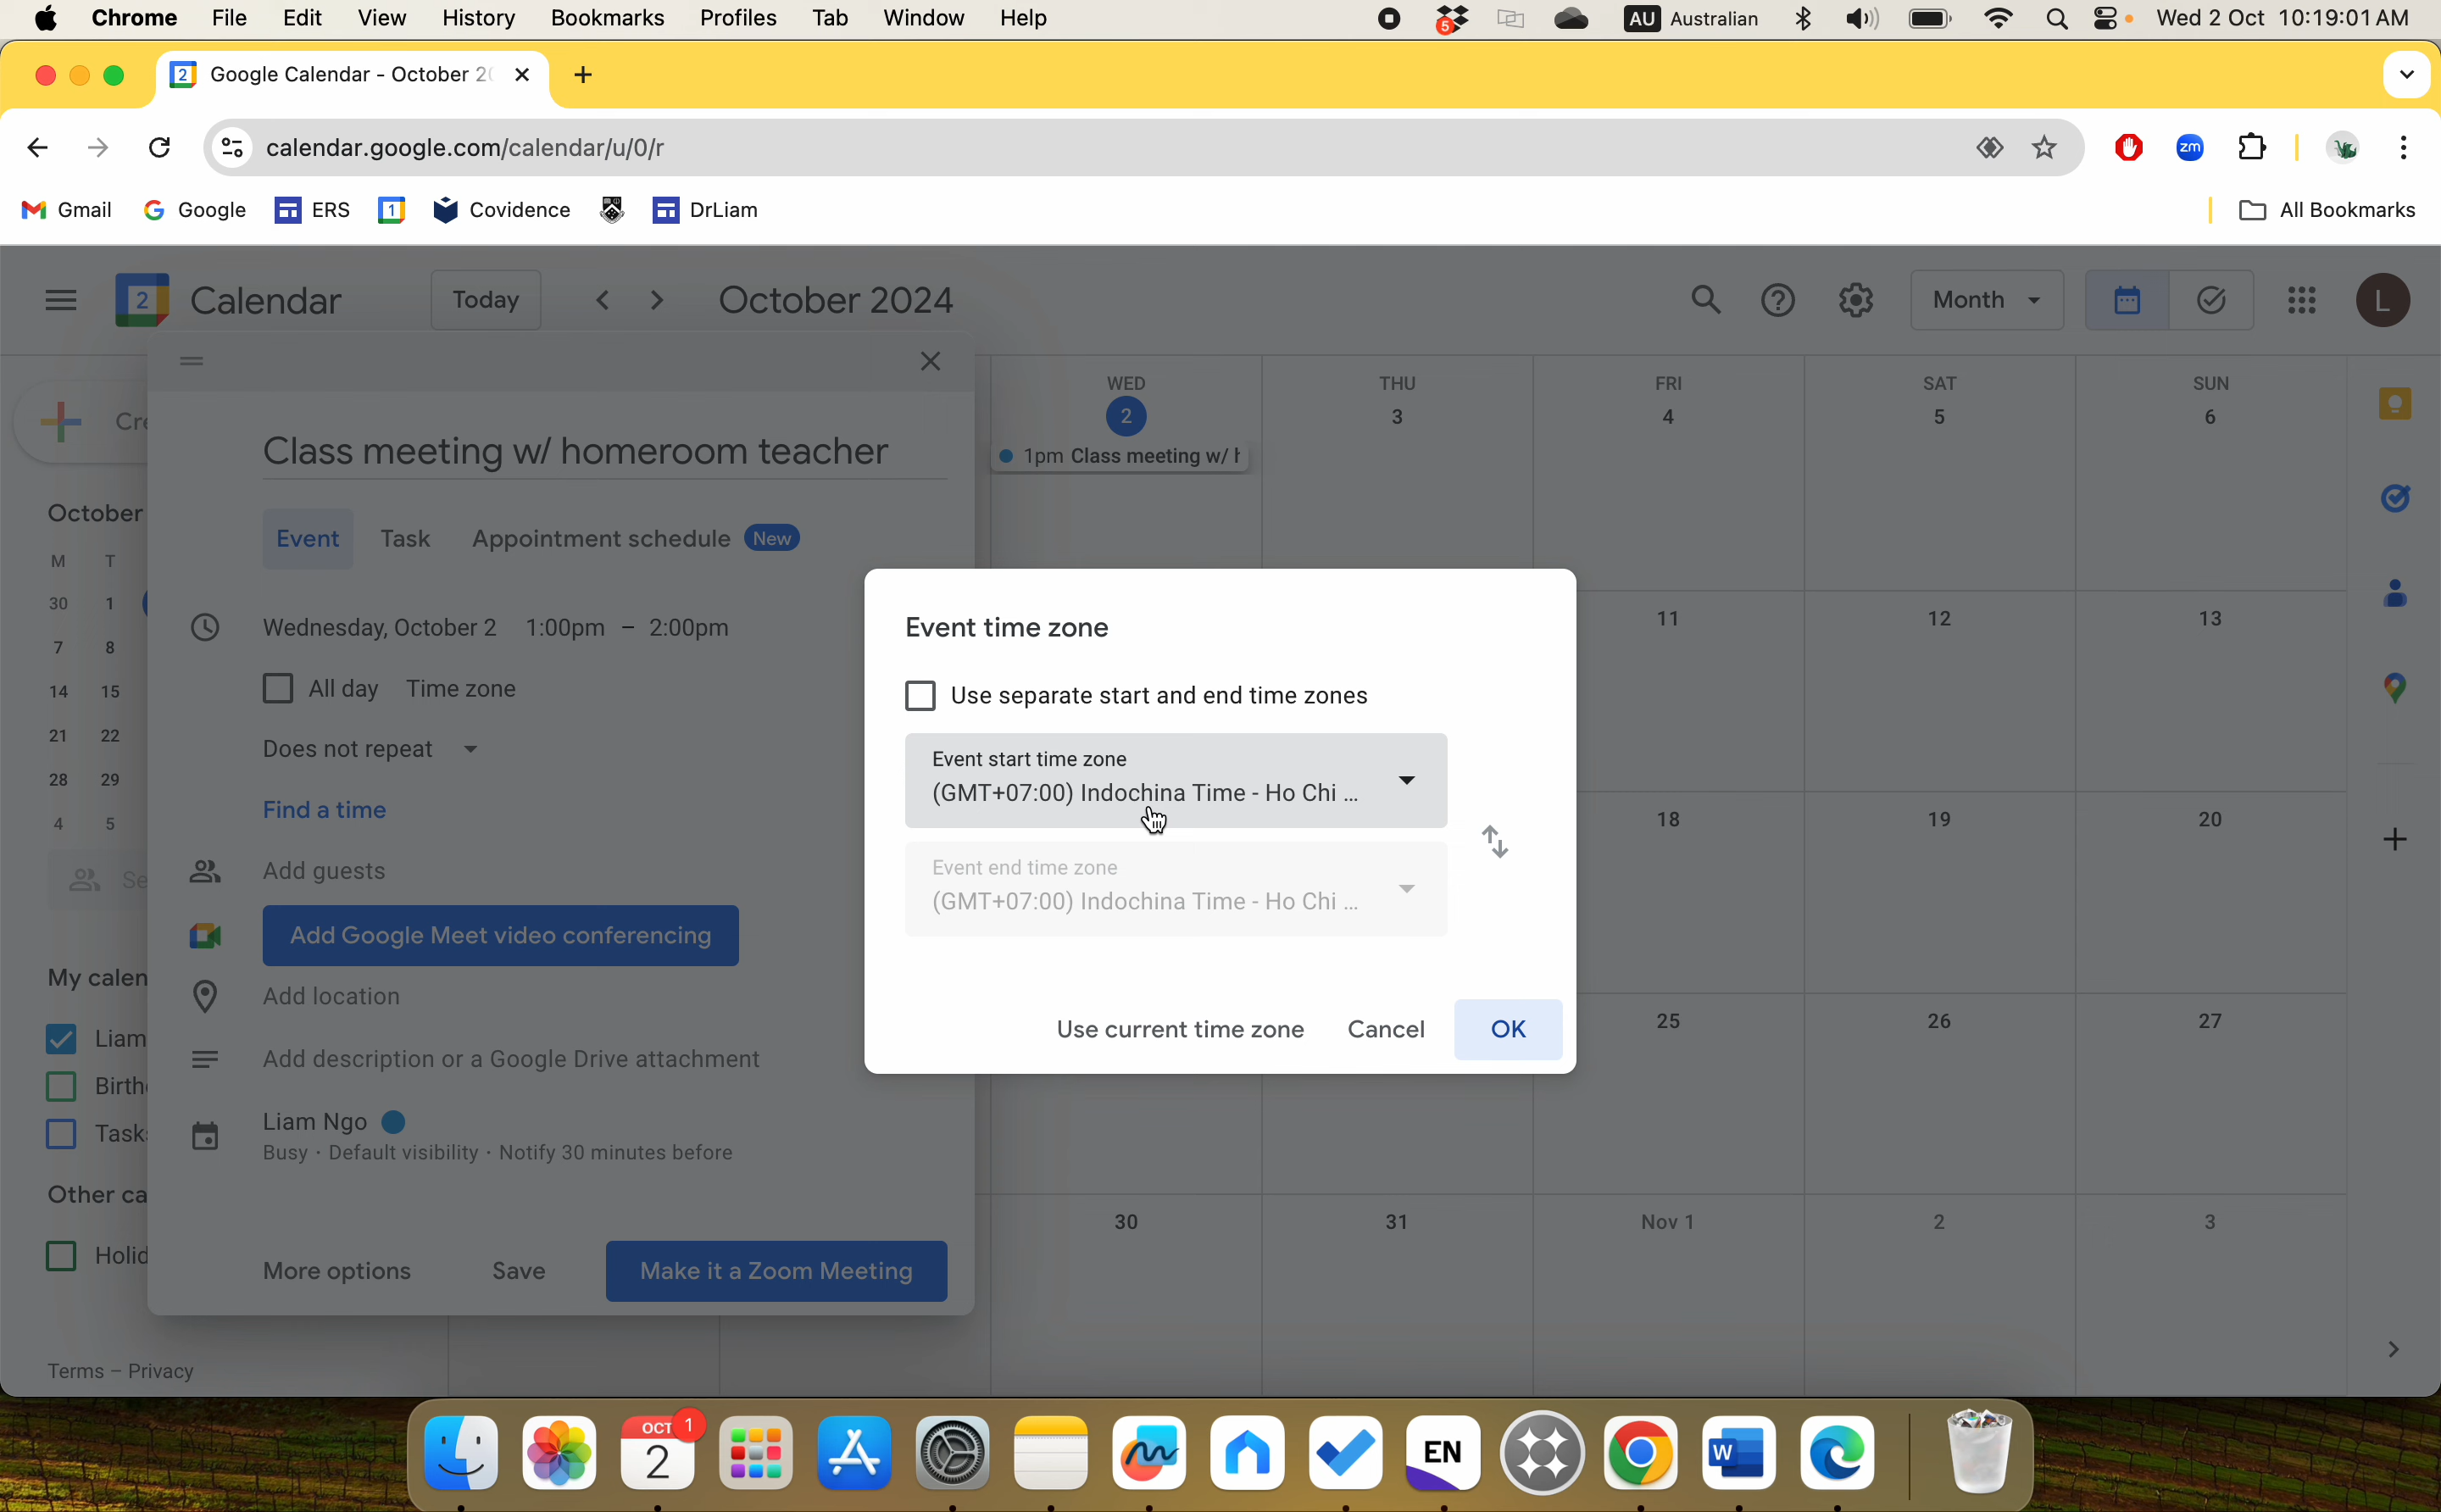 Chrome File Edit View History Bookmarks Profiles Tab Window Help 5 AU Australian Wed 2 Oct 10:19:01 AM
2 Google Calendar - October 20
calendar.google.com/calendar/u/0/r zm
Gmail Google ERS 1 Covidence DrLiam All Bookmarks
2 Calendar Today October 2024 Month L
WED THU FRI SAT SUN
2 3 4 5 6
1pm Class meeting w/ h
11 12 13
18 19 20
25 26 27
30 31 Nov 1 2 3
Cre
October
M T
30 1
7 8
14 15
21 22
28 29
4 5
Se
My calen
Liam
Birth
Tasks
Other ca
Holid
Terms – Privacy
Class meeting w/ homeroom teacher
Event Task Appointment schedule New
Wednesday, October 2 1:00pm – 2:00pm
All day Time zone
Does not repeat
Find a time
Add guests
Add Google Meet video conferencing
Add location
Add description or a Google Drive attachment
Liam Ngo
Busy · Default visibility · Notify 30 minutes before
More options Save Make it a Zoom Meeting
Event time zone
Use separate start and end time zones
Event start time zone
(GMT+07:00) Indochina Time - Ho Chi ...
Event end time zone
(GMT+07:00) Indochina Time - Ho Chi ...
Use current time zone Cancel OK
OCT 2 1 EN W